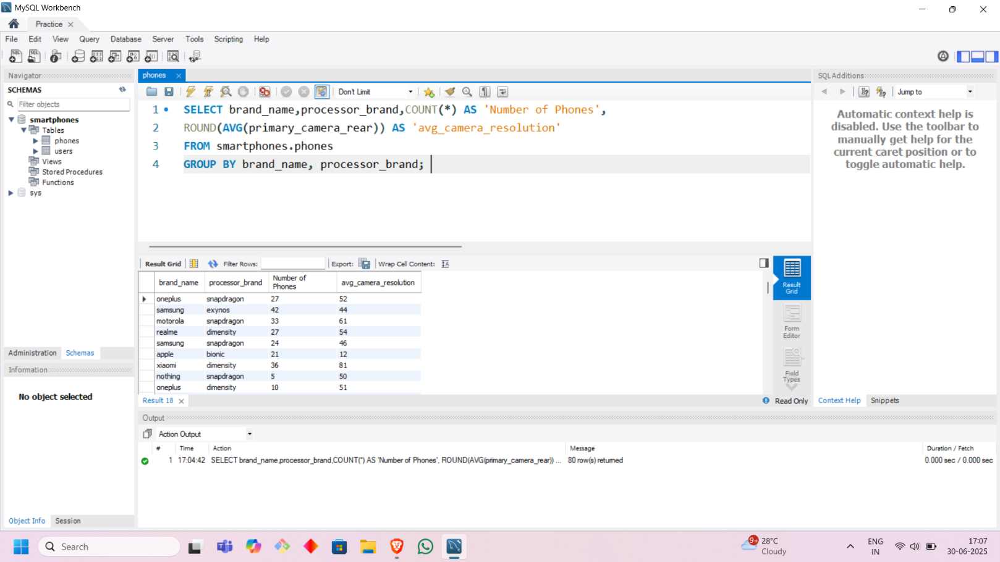 MySQL Workbench
Practice
File Edit View Query Database Server Tools Scripting Help
Navigator
SCHEMAS
Filter objects
smartphones
Tables
phones
users
Views
Stored Procedures
Functions
sys
Administration Schemas
Information
No object selected
Object Info Session
phones
Don't Limit
1 SELECT brand_name,processor_brand,COUNT(*) AS 'Number of Phones',
2 ROUND(AVG(primary_camera_rear)) AS 'avg_camera_resolution'
3 FROM smartphones.phones
4 GROUP BY brand_name, processor_brand;
Result Grid Filter Rows: Export: Wrap Cell Content:
brand_name processor_brand Number of Phones avg_camera_resolution
oneplus snapdragon 27 52
samsung exynos 42 44
motorola snapdragon 33 61
realme dimensity 27 54
samsung snapdragon 24 46
apple bionic 21 12
xiaomi dimensity 36 81
nothing snapdragon 5 50
oneplus dimensity 10 51
Result Grid
Form Editor
Field Types
Result 18
Read Only
SQLAdditions
Jump to
Automatic context help is
disabled. Use the toolbar to
manually get help for the
current caret position or to
toggle automatic help.
Context Help Snippets
Output
Action Output
# Time Action Message Duration / Fetch
1 17:04:42 SELECT brand_name,processor_brand,COUNT(*) AS 'Number of Phones', ROUND(AVG(primary_camera_rear)) ... 80 row(s) returned 0.000 sec / 0.000 sec
Search
9+
28°C
Cloudy
ENG
IN
17:07
30-06-2025